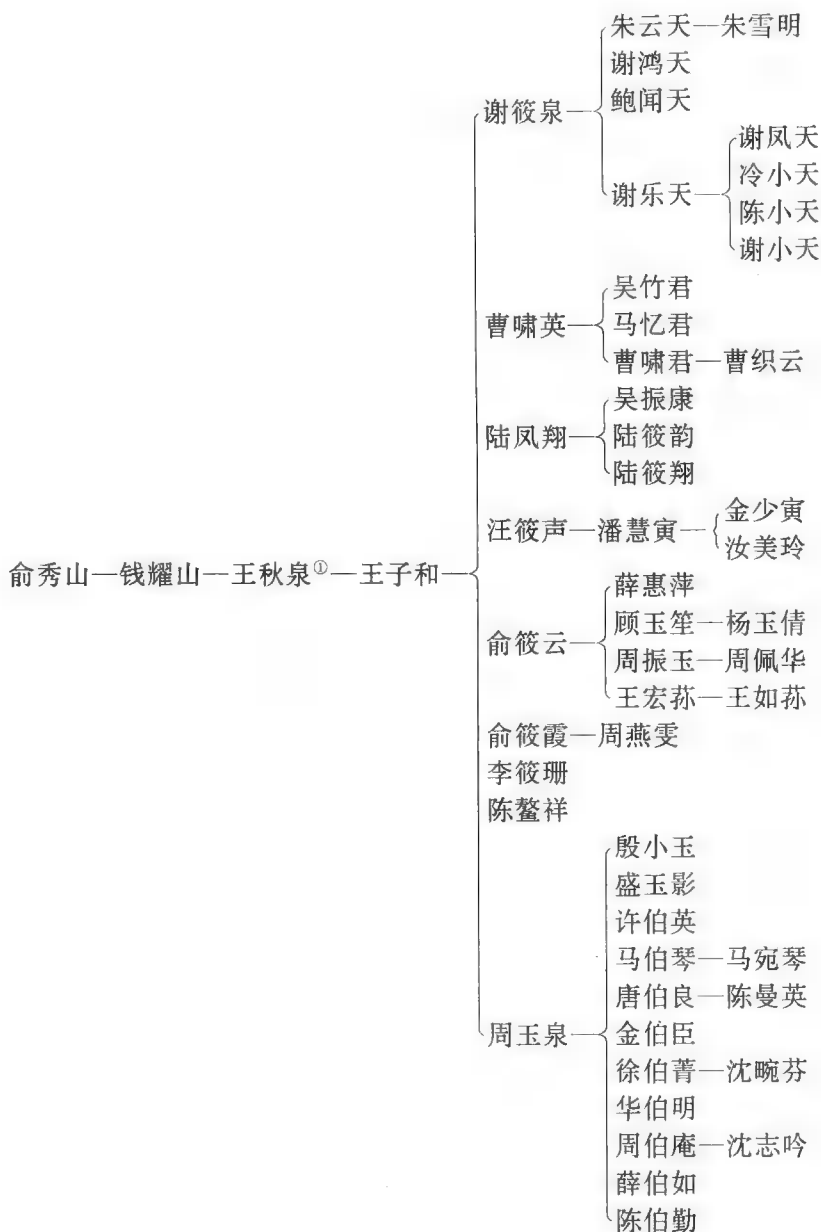 朱云天—朱雪明
谢鸿天
鲍闻天
谢筱泉
谢凤天
谢乐天
冷小天
陈小天
谢小天
吴竹君
曹啸英
马忆君
曹啸君—曹织云
吴振康
陆凤翔
陆筱韵
陆筱翔
汪筱声—潘慧寅
金少寅
汝美玲
俞秀山—钱耀山—王秋泉①—王子和
薛惠萍
俞筱云
顾玉笙—杨玉倩
周振玉—周佩华
王宏荪—王如荪
俞筱霞—周燕雯
李筱珊
陈鳌祥
殷小玉
盛玉影
许伯英
马伯琴—马宛琴
唐伯良—陈曼英
周玉泉
金伯臣
徐伯菁—沈畹芬
华伯明
周伯庵—沈志吟
薛伯如
陈伯勤